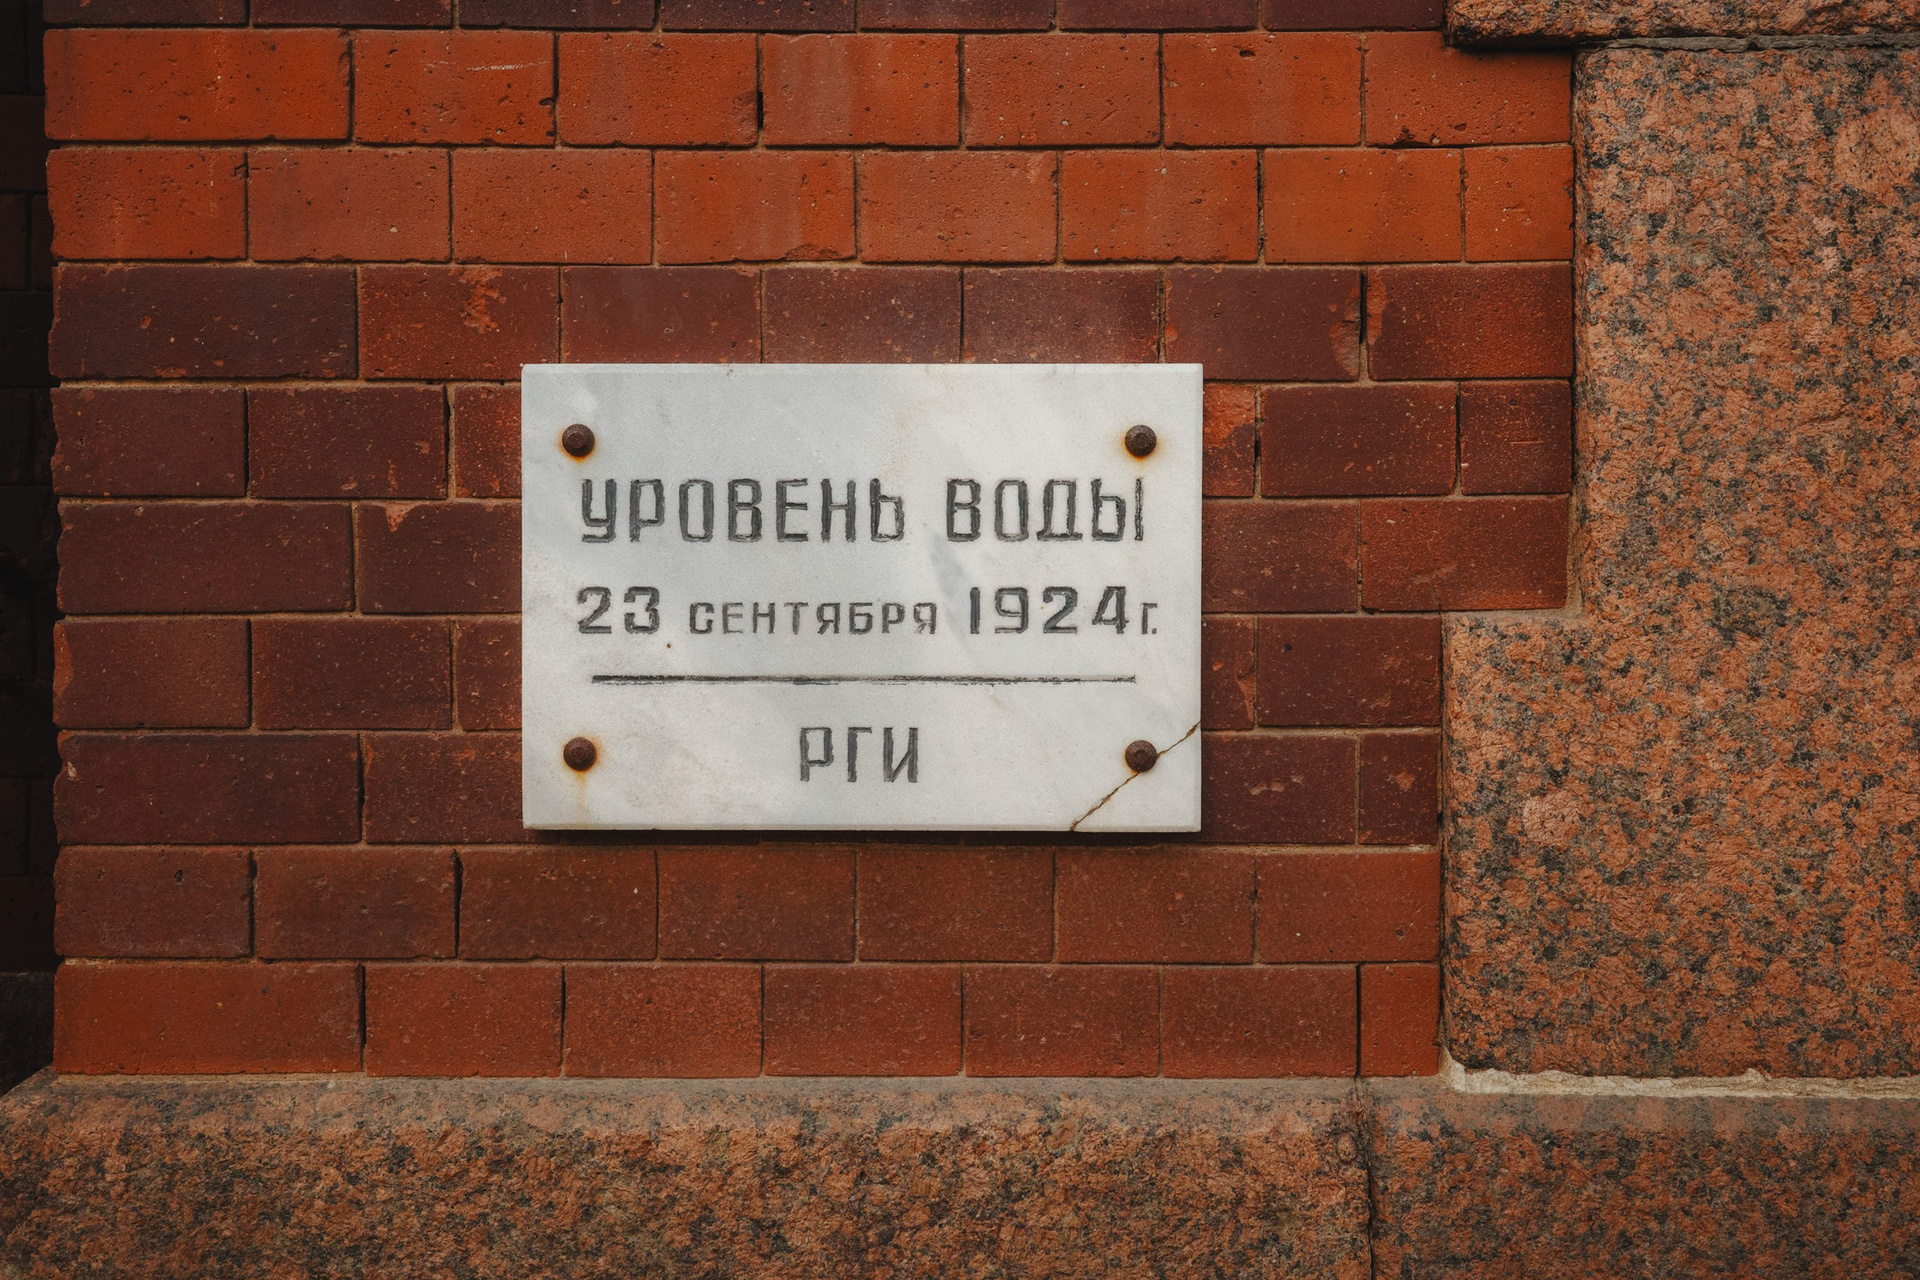 УРОВЕНЬ ВОДЫ
23 СЕНТЯБРЯ 1924 г.
РГИ